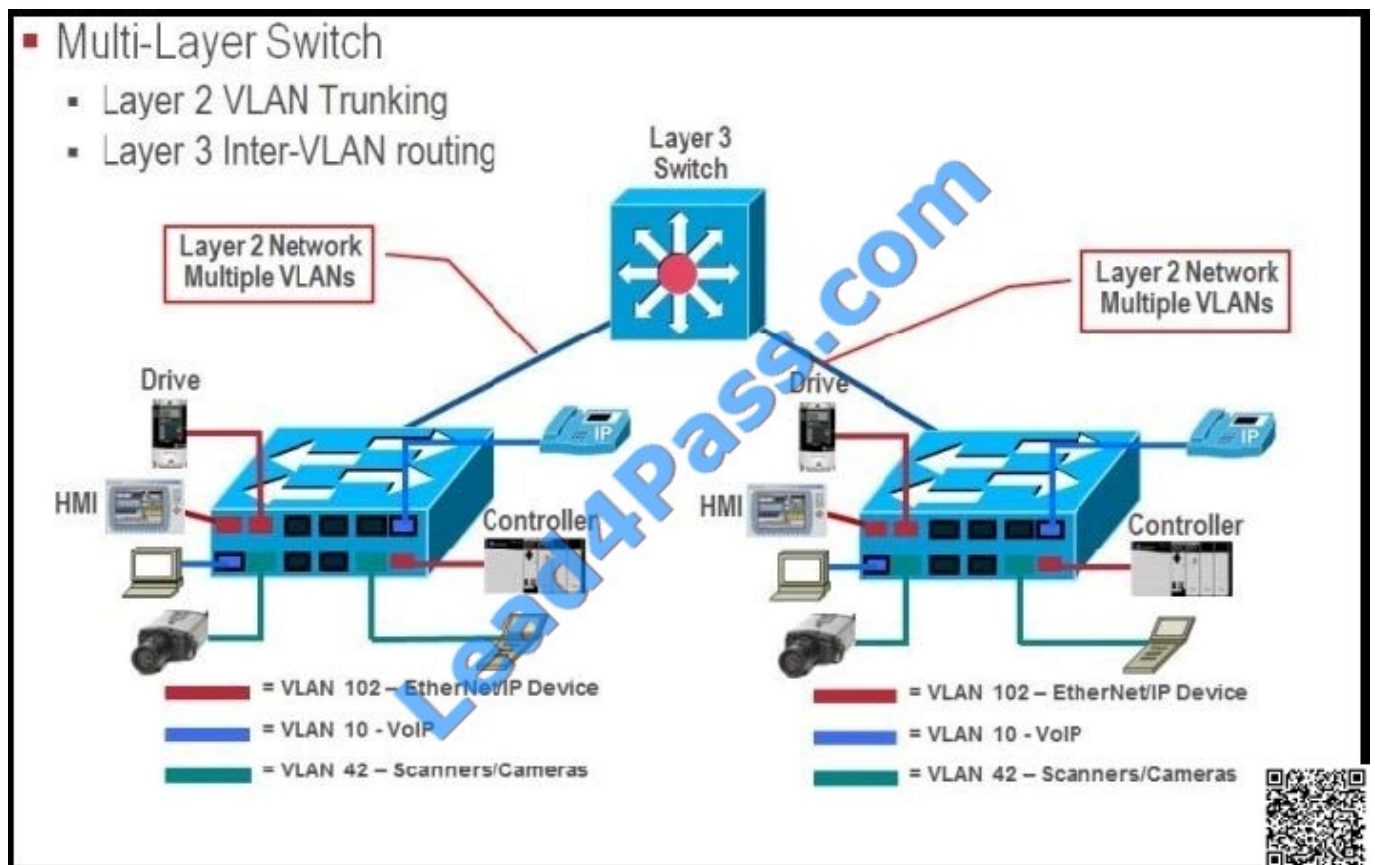 Multi-Layer Switch
Layer 2 VLAN Trunking
Layer 3 Inter-VLAN routing
Layer 3
Switch
Layer 2 Network
Multiple VLANs
Layer 2 Network
Multiple VLANs
Drive
IP
HMI
Controller
Drive
IP
HMI
Controller
Lead4Pass.com
= VLAN 102 – EtherNet/IP Device
= VLAN 10 - VoIP
= VLAN 42 – Scanners/Cameras
= VLAN 102 – EtherNet/IP Device
= VLAN 10 - VoIP
= VLAN 42 – Scanners/Cameras